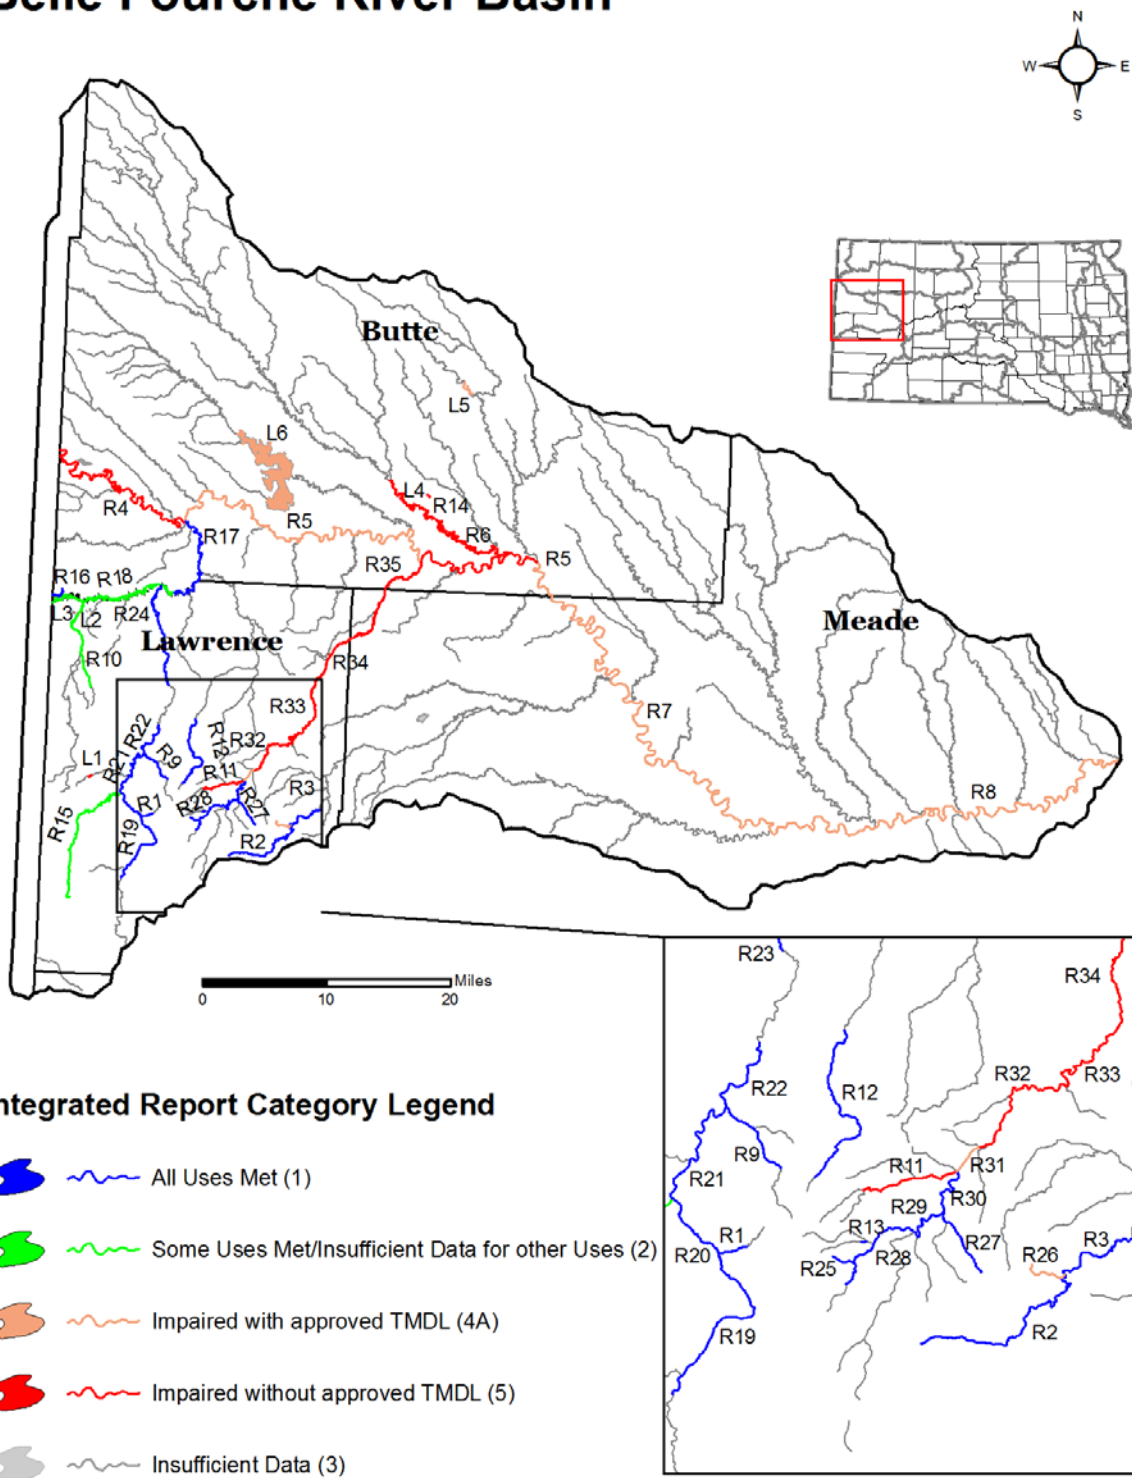 Belle Fourche River Basin
N
W
E
S
Butte
L5
L6
L4
R14
R4
R5
R17
R6
R5
R35
R16
R18
L3
L2
R24
Lawrence
Meade
R10
R34
R7
R33
R22
R12
R32
L1
R21
R9
R11
R3
R8
R1
R28
R27
R15
R19
R2
Miles
0
10
20
R23
R34
R32
R33
R22
R12
R9
R11
R31
R21
R30
R29
R13
R1
R27
R3
R20
R28
R26
R25
R19
R2
Integrated Report Category Legend
All Uses Met (1)
Some Uses Met/Insufficient Data for other Uses (2)
Impaired with approved TMDL (4A)
Impaired without approved TMDL (5)
Insufficient Data (3)